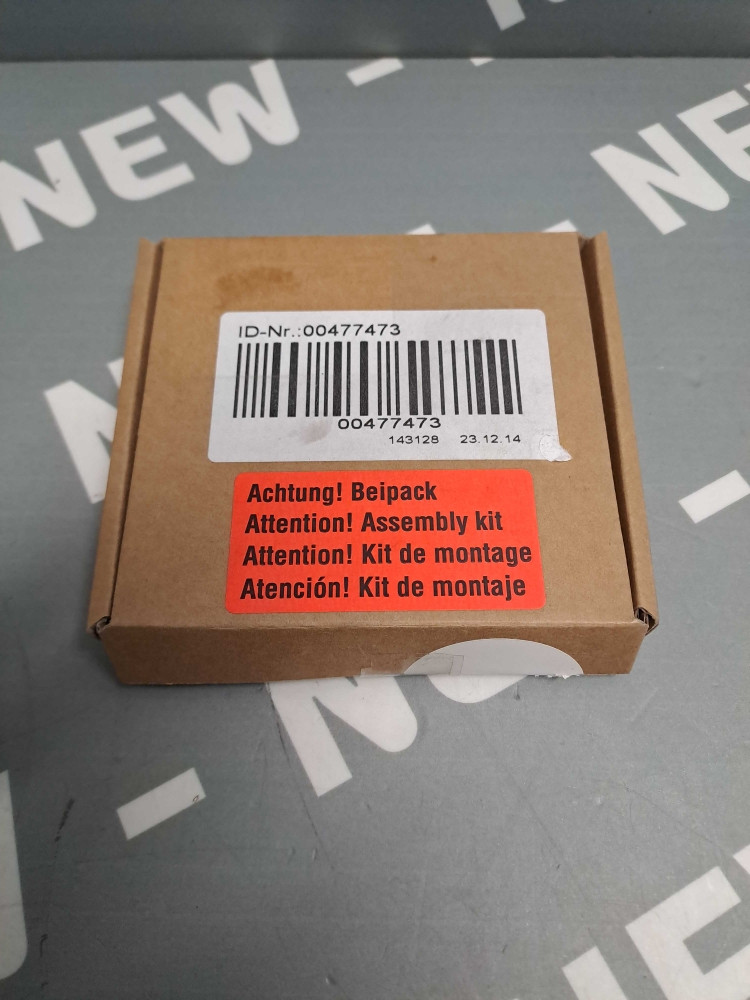 NEW -
NEW
ID-Nr.:00477473
00477473
143128 23.12.14
Achtung! Beipack
Attention! Assembly kit
Attention! Kit de montage
Atención! Kit de montaje